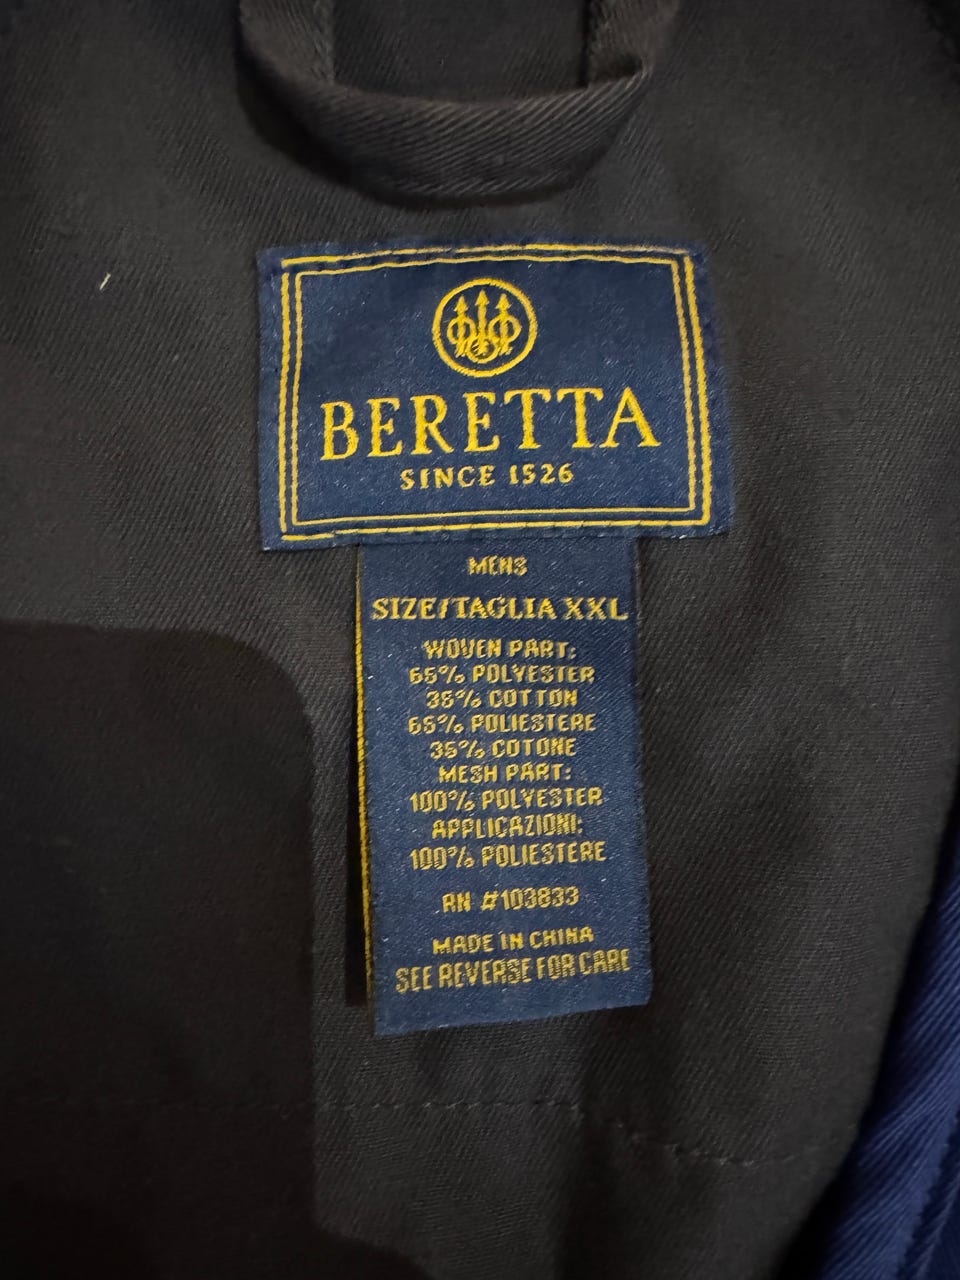 BERETTA
SINCE 1526
MENS
SIZE/TAGLIA XXL
WOVEN PART:
65% POLYESTER
35% COTTON
65% POLIESTERE
35% COTONE
MESH PART:
100% POLYESTER
APPLICAZIONI:
100% POLIESTERE
RN #103833
MADE IN CHINA
SEE REVERSE FOR CARE